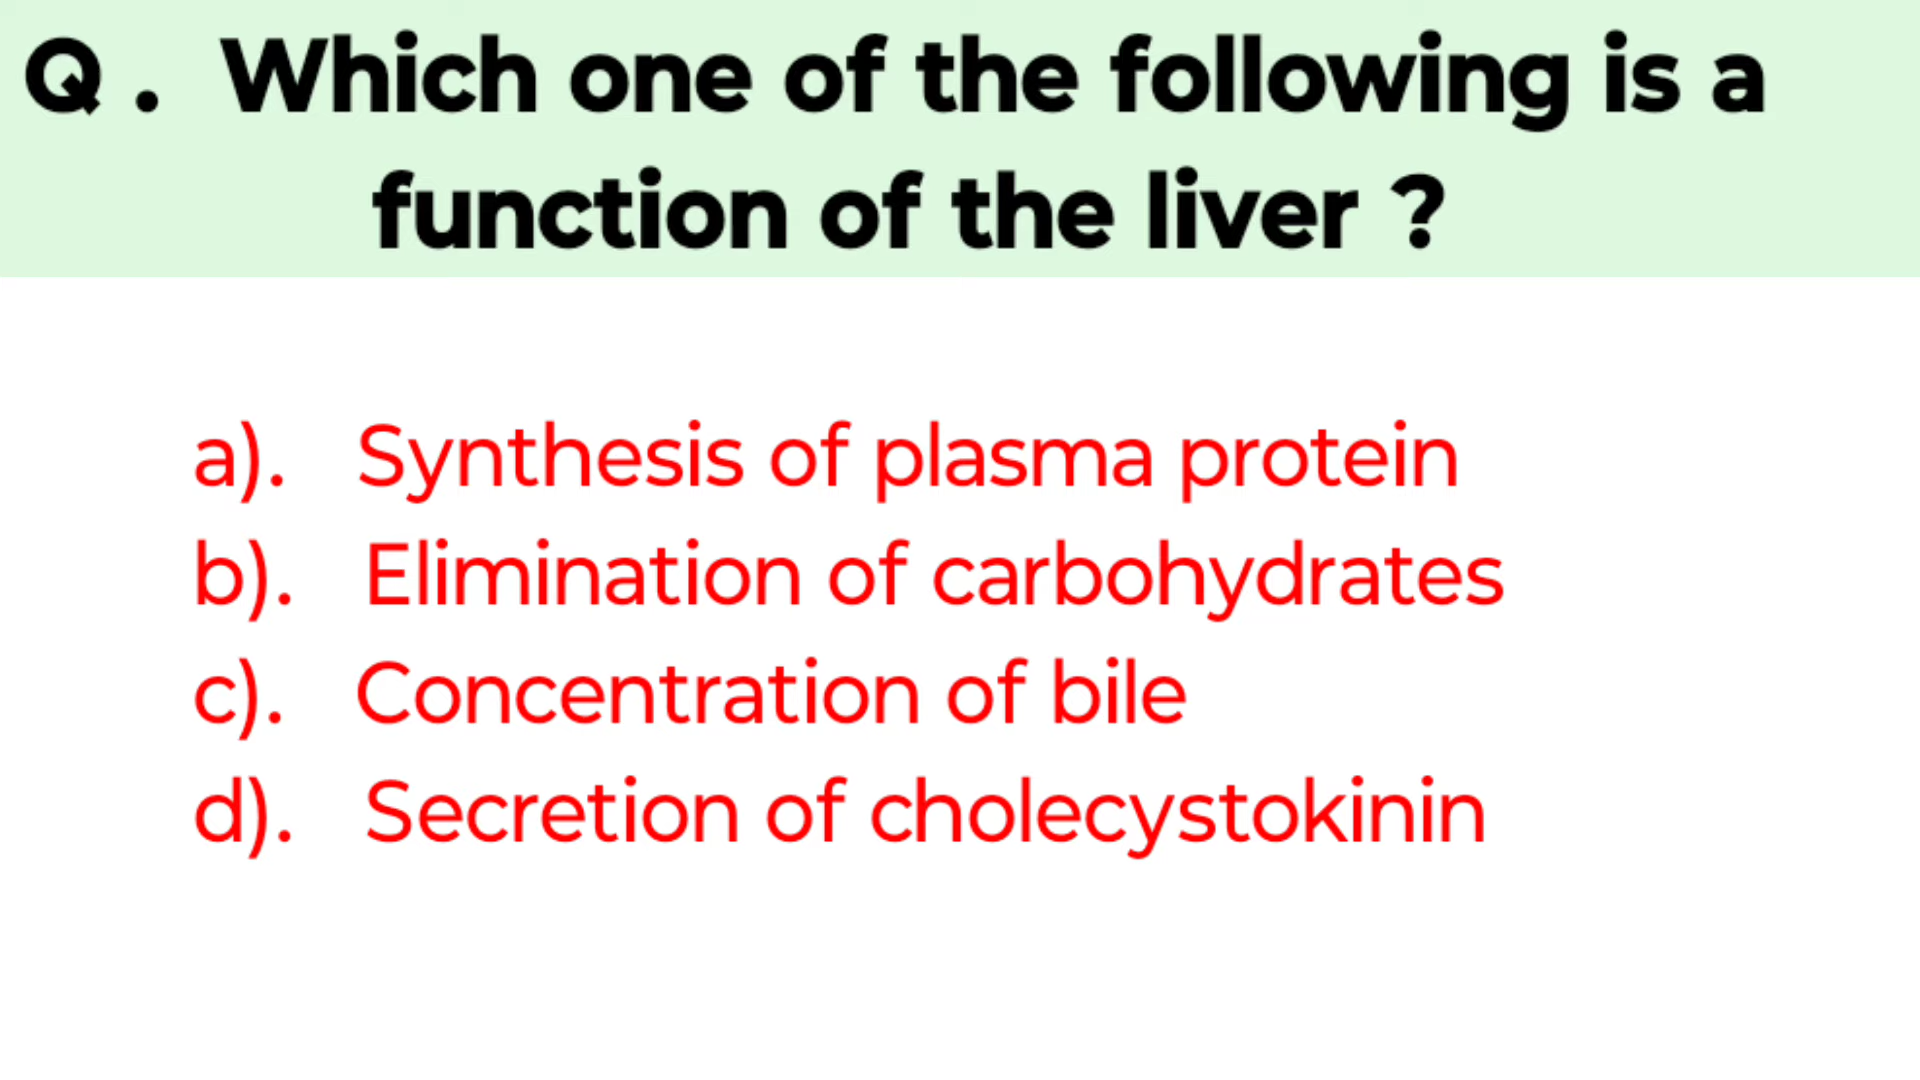 Q . Which one of the following is a
function of the liver ?
a). Synthesis of plasma protein
b). Elimination of carbohydrates
c). Concentration of bile
d). Secretion of cholecystokinin